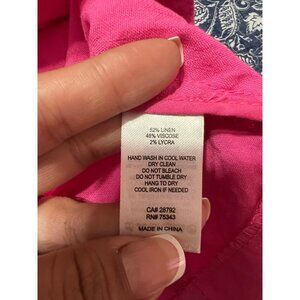 52% LINEN
46% VISCOSE
2% LYCRA
HAND WASH IN COOL WATER
DRY CLEAN
DO NOT BLEACH
DO NOT TUMBLE DRY
HANG TO DRY
COOL IRON IF NEEDED
CA# 28792
RN# 75343
MADE IN CHINA